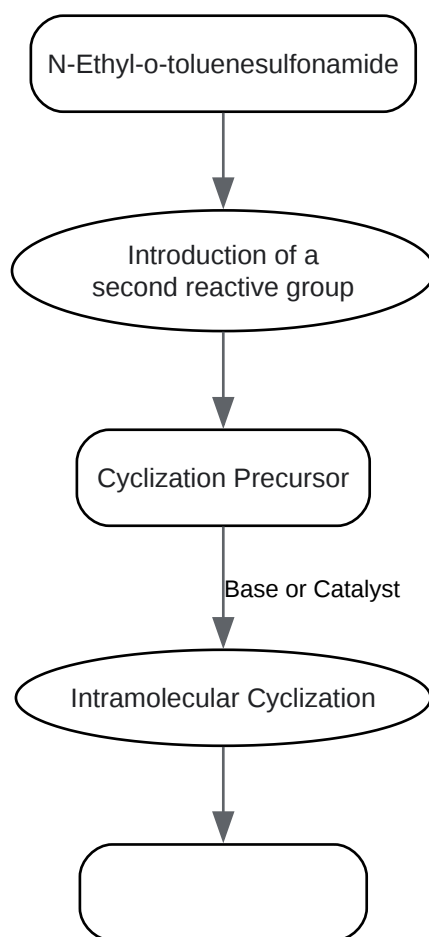 N-Ethyl-o-toluenesulfonamide
Introduction of a
second reactive group
Cyclization Precursor
Base or Catalyst
Intramolecular Cyclization